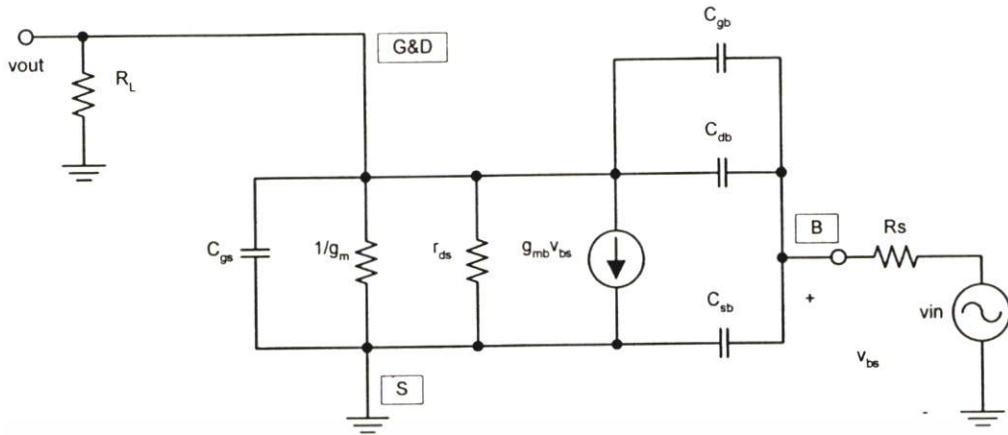 C_gb
G&D
vout
R_L
C_db
B
Rs
C_gs
1/g_m
r_ds
g_mb v_bs
C_sb
+
vin
v_bs
S
-